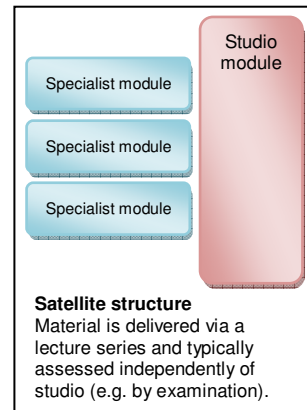 Studio
module
Specialist module
Specialist module
Specialist module
Satellite structure
Material is delivered via a
lecture series and typically
assessed independently of
studio (e.g. by examination).